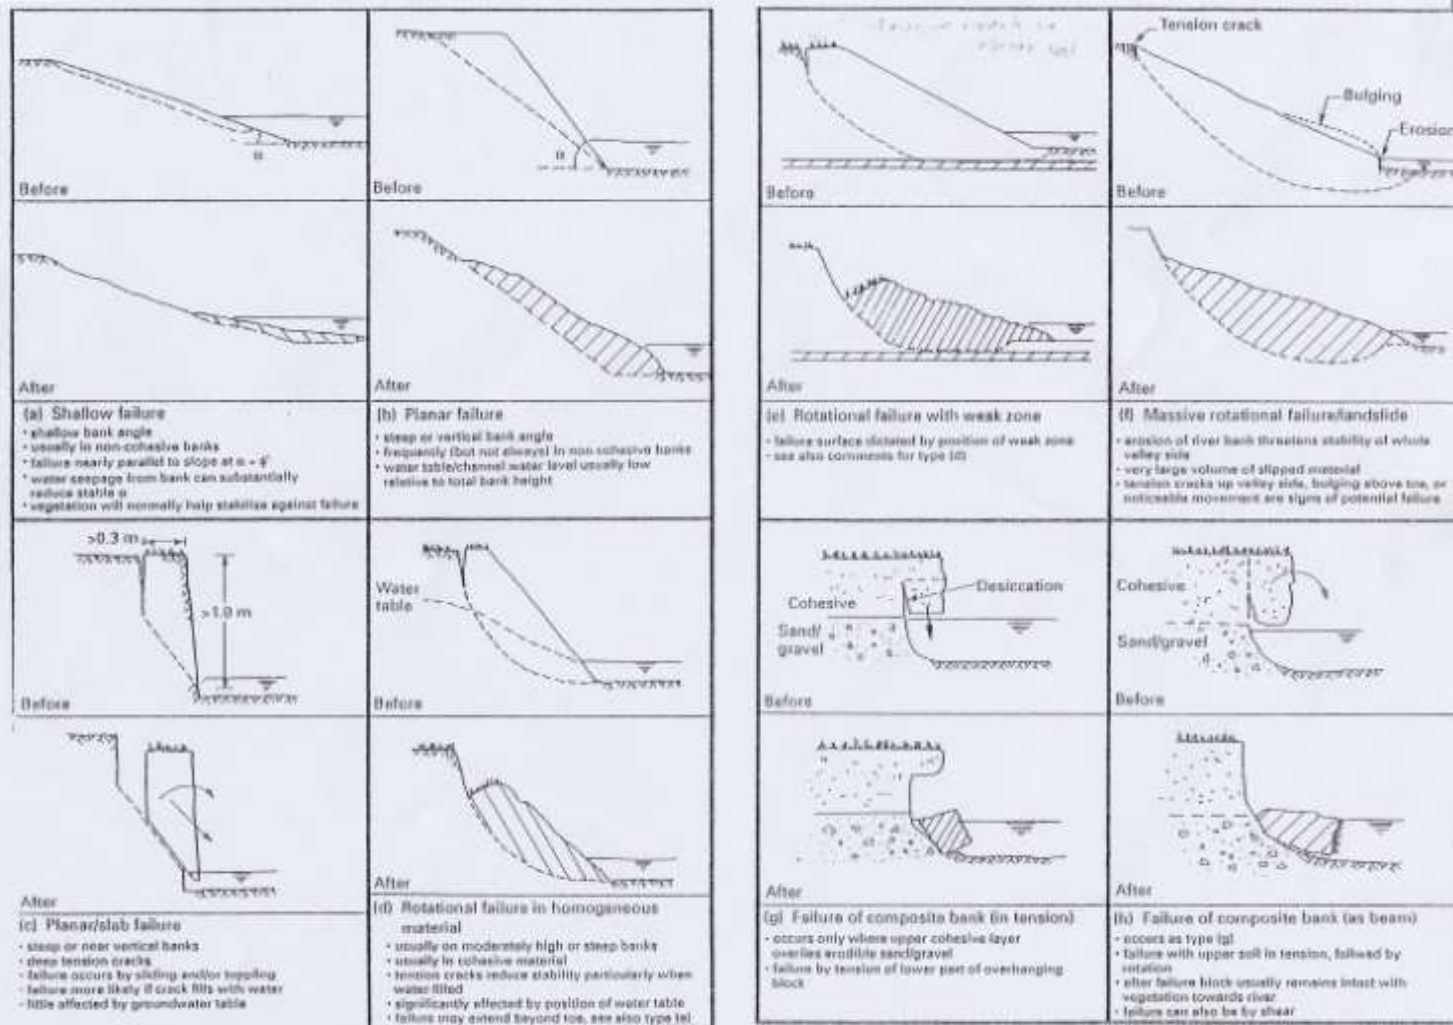 α
Before
After
(a) Shallow failure
• shallow bank angle
• usually in non-cohesive banks
• failure nearly parallel to slope at α - φ'
• water seepage from bank can substantially
reduce stable α
• vegetation will normally help stabilise against failure
α
Before
After
(b) Planar failure
• steep or vertical bank angle
• frequently (but not always) in non cohesive banks
• water table/channel water level usually low
relative to total bank height
>0.3 m
>1.0 m
Before
After
(c) Planar/slab failure
• steep or near vertical banks
• deep tension cracks
• failure occurs by sliding and/or toppling
• failure more likely if crack fills with water
• little affected by groundwater table
Water
table
Before
After
(d) Rotational failure in homogeneous
material
• usually on moderately high or steep banks
• usually in cohesive material
• tension cracks reduce stability particularly when
water filled
• significantly affected by position of water table
• failure may extend beyond toe, see also type (e)
Before
After
(e) Rotational failure with weak zone
• failure surface dictated by position of weak zone
• see also comments for type (d)
Tension crack
Bulging
Erosion
Before
After
(f) Massive rotational failure/landslide
• erosion of river bank threatens stability of whole
valley side
• very large volume of slipped material
• tension cracks up valley side, bulging above toe, or
noticeable movement are signs of potential failure
Desiccation
Cohesive
Sand/
gravel
Before
After
(g) Failure of composite bank (in tension)
• occurs only where upper cohesive layer
overlies erodible sand/gravel
• failure by tension of lower part of overhanging
block
Cohesive
Sand/gravel
Before
After
(h) Failure of composite bank (as beam)
• occurs as type (g)
• failure with upper soil in tension, follwed by
rotation
• after failure block usually remains intact with
vegetation towards river
• failure can also be by shear